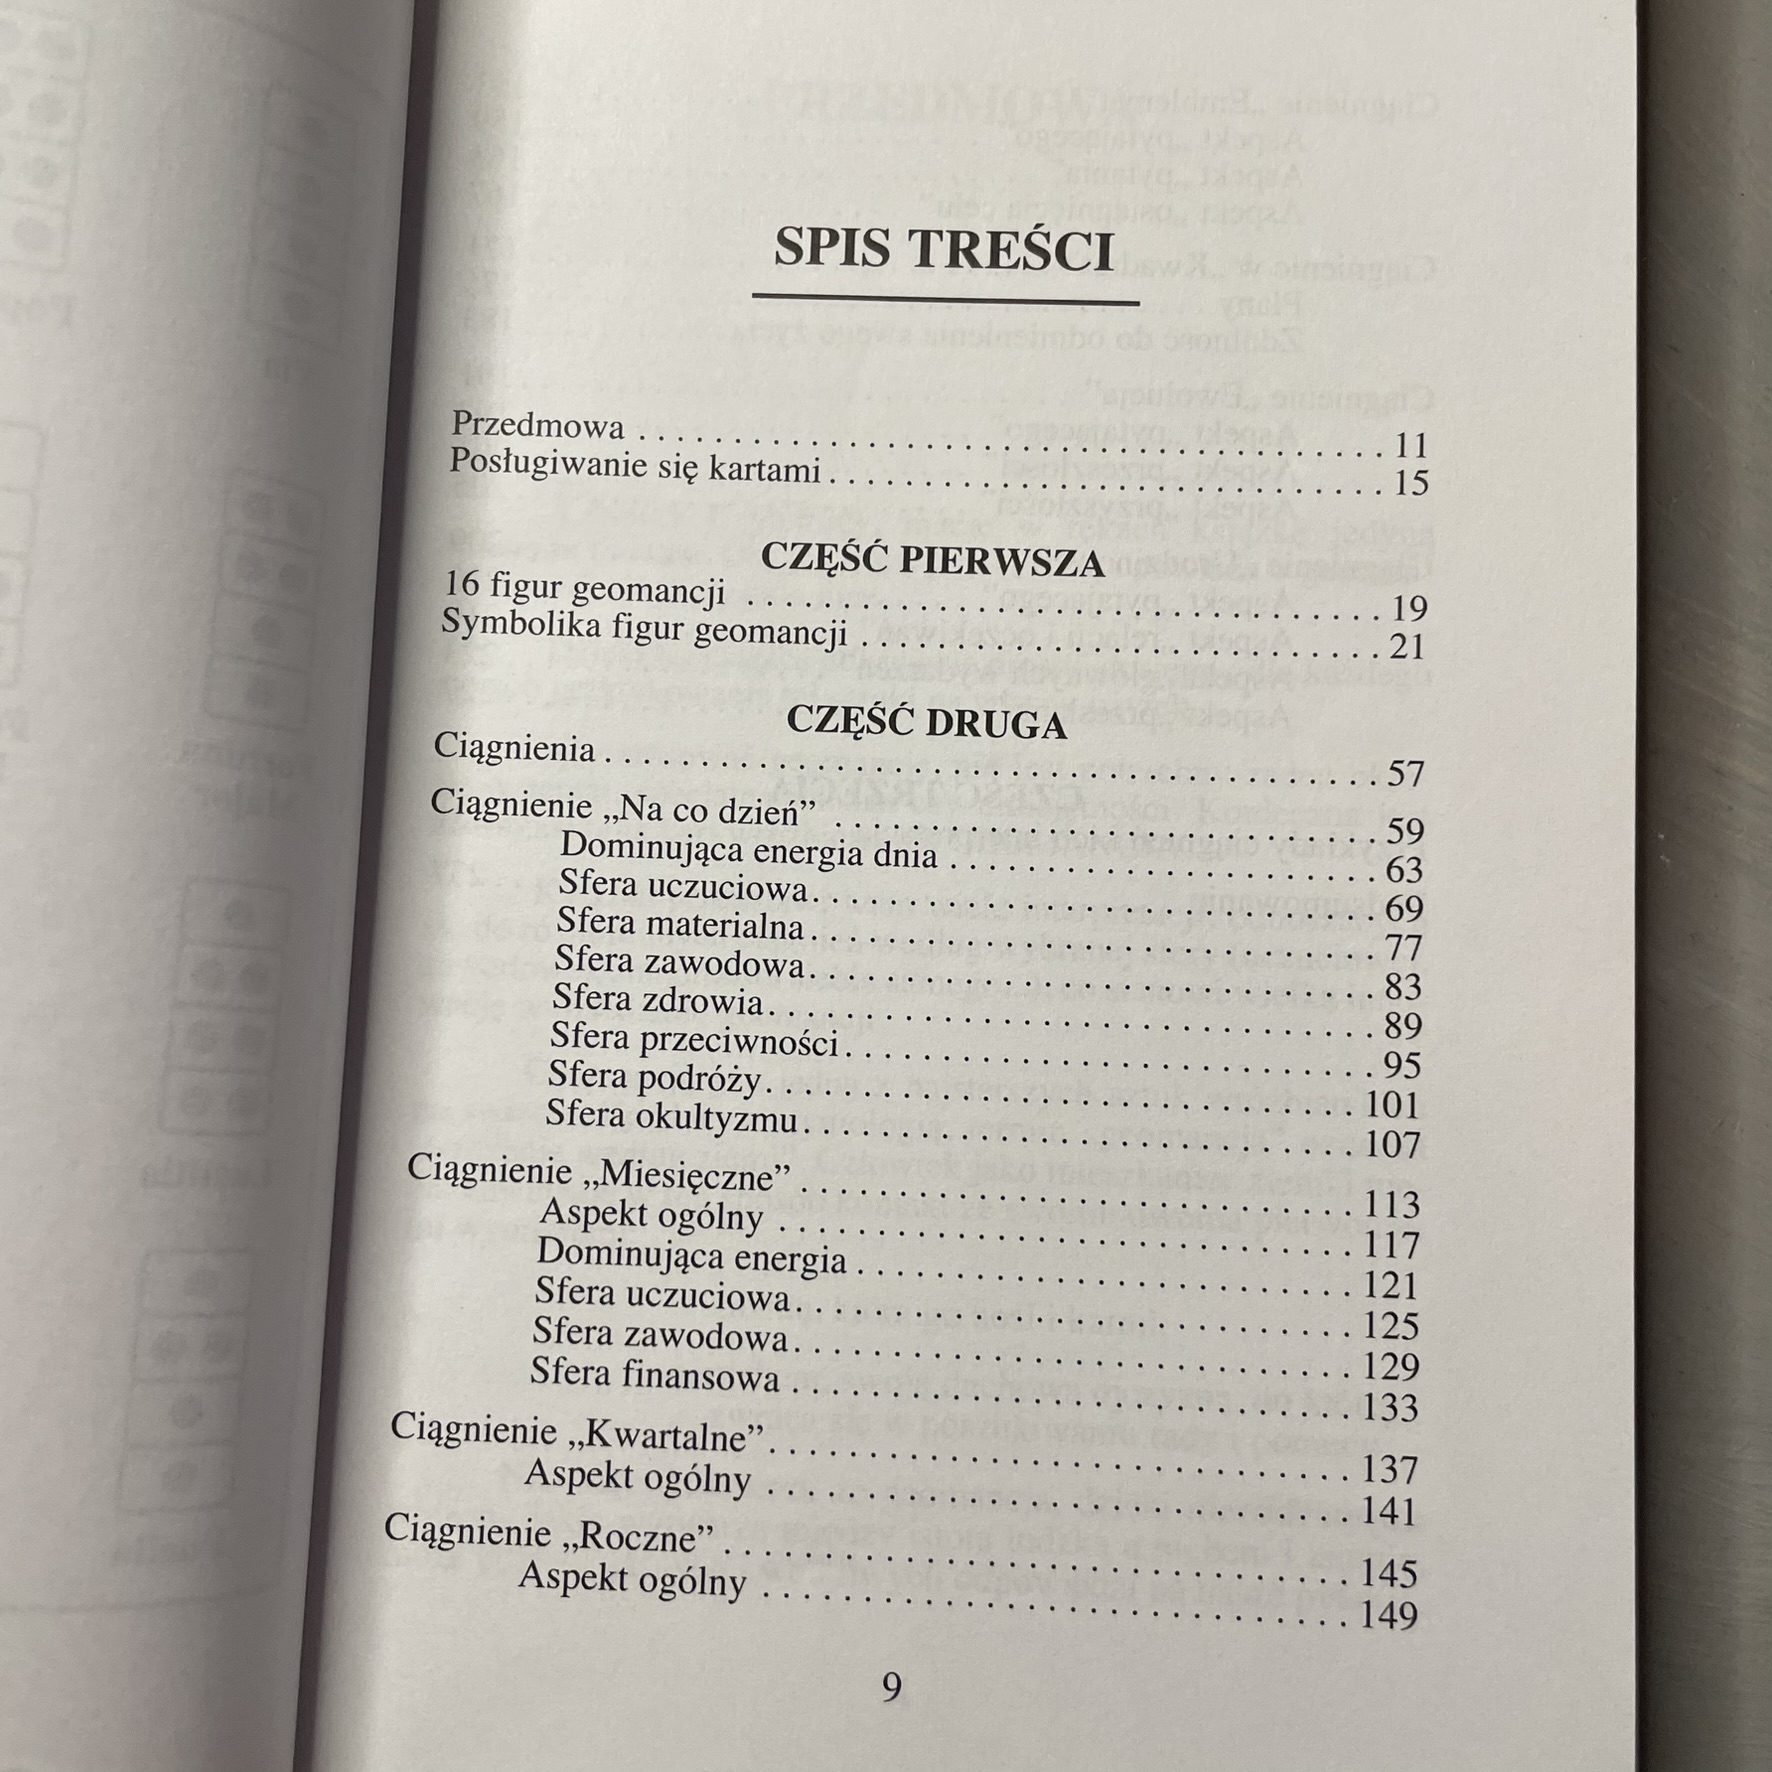 SPIS TREŚCI
Przedmowa . . . . . . . . . . . . . . . . . . . . . . . . . . . . . . 11
Posługiwanie się kartami . . . . . . . . . . . . . . . . . . . . 15
CZĘŚĆ PIERWSZA
16 figur geomancji . . . . . . . . . . . . . . . . . . . . . . . . 19
Symbolika figur geomancji . . . . . . . . . . . . . . . . . . 21
CZĘŚĆ DRUGA
Ciągnienia . . . . . . . . . . . . . . . . . . . . . . . . . . . . . . 57
Ciągnienie „Na co dzień” . . . . . . . . . . . . . . . . . . . 59
Dominująca energia dnia . . . . . . . . . . . . . . . 63
Sfera uczuciowa . . . . . . . . . . . . . . . . . . . . . . 69
Sfera materialna . . . . . . . . . . . . . . . . . . . . . . 77
Sfera zawodowa . . . . . . . . . . . . . . . . . . . . . . 83
Sfera zdrowia . . . . . . . . . . . . . . . . . . . . . . . . 89
Sfera przeciwności . . . . . . . . . . . . . . . . . . . . 95
Sfera podróży . . . . . . . . . . . . . . . . . . . . . . . 101
Sfera okultyzmu . . . . . . . . . . . . . . . . . . . . . 107
Ciągnienie „Miesięczne” . . . . . . . . . . . . . . . . . . . 113
Aspekt ogólny . . . . . . . . . . . . . . . . . . . . . . 117
Dominująca energia . . . . . . . . . . . . . . . . . . 121
Sfera uczuciowa . . . . . . . . . . . . . . . . . . . . . 125
Sfera zawodowa . . . . . . . . . . . . . . . . . . . . . 129
Sfera finansowa . . . . . . . . . . . . . . . . . . . . . 133
Ciągnienie „Kwartalne” . . . . . . . . . . . . . . . . . . . . 137
Aspekt ogólny . . . . . . . . . . . . . . . . . . . . . . 141
Ciągnienie „Roczne” . . . . . . . . . . . . . . . . . . . . . . 145
Aspekt ogólny . . . . . . . . . . . . . . . . . . . . . . 149
9